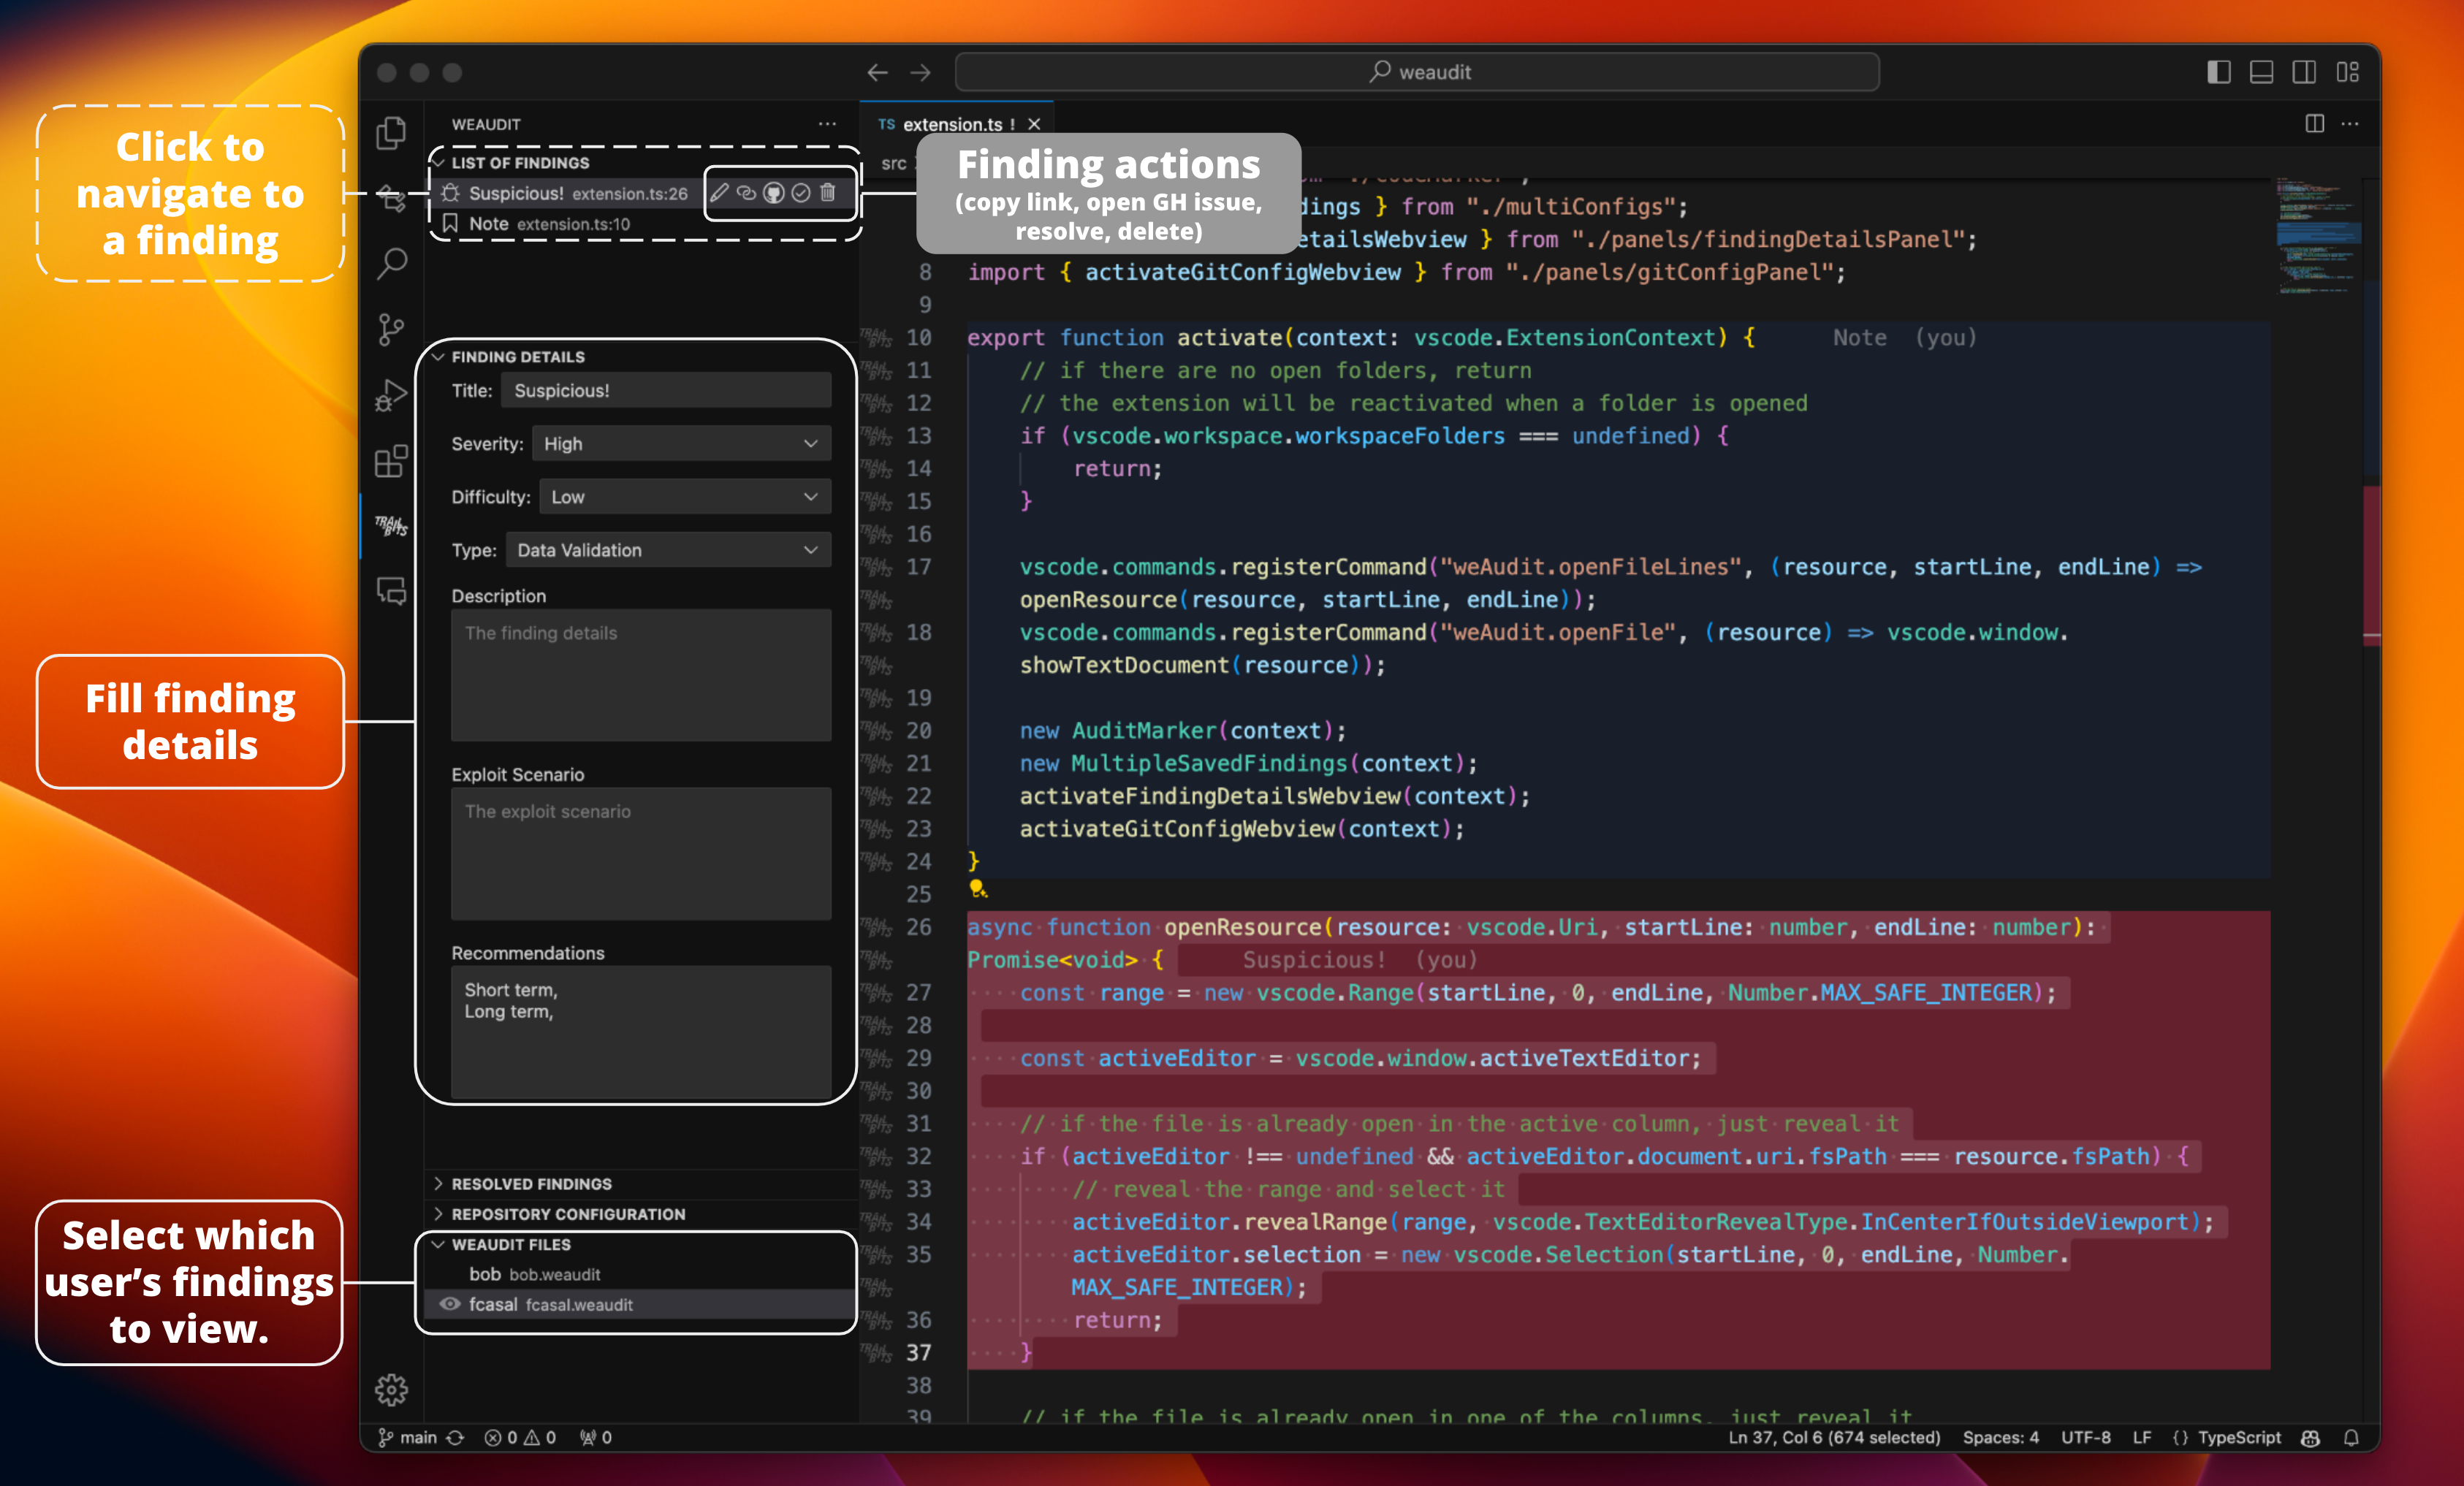 weaudit
Click to
navigate to
a finding
Fill finding
details
Select which
user’s findings
to view.
WEAUDIT
LIST OF FINDINGS
Suspicious! extension.ts:26
Note extension.ts:10
FINDING DETAILS
Title: Suspicious!
Severity: High
Difficulty: Low
Type: Data Validation
Description
The finding details
Exploit Scenario
The exploit scenario
Recommendations
Short term,
Long term,
RESOLVED FINDINGS
REPOSITORY CONFIGURATION
WEAUDIT FILES
bob bob.weaudit
fcasal fcasal.weaudit
TRAIL OF BITS
TS extension.ts !
src
Finding actions
(copy link, open GH issue,
resolve, delete)
dings } from "./multiConfigs";
etailsWebview } from "./panels/findingDetailsPanel";
8 import { activateGitConfigWebview } from "./panels/gitConfigPanel";
9
10 export function activate(context: vscode.ExtensionContext) { Note (you)
11 // if there are no open folders, return
12 // the extension will be reactivated when a folder is opened
13 if (vscode.workspace.workspaceFolders === undefined) {
14 return;
15 }
16
17 vscode.commands.registerCommand("weAudit.openFileLines", (resource, startLine, endLine) =>
openResource(resource, startLine, endLine));
18 vscode.commands.registerCommand("weAudit.openFile", (resource) => vscode.window.
showTextDocument(resource));
19
20 new AuditMarker(context);
21 new MultipleSavedFindings(context);
22 activateFindingDetailsWebview(context);
23 activateGitConfigWebview(context);
24 }
25
26 async function openResource(resource: vscode.Uri, startLine: number, endLine: number):
Promise<void> { Suspicious! (you)
27 const range = new vscode.Range(startLine, 0, endLine, Number.MAX_SAFE_INTEGER);
28
29 const activeEditor = vscode.window.activeTextEditor;
30
31 // if the file is already open in the active column, just reveal it
32 if (activeEditor !== undefined && activeEditor.document.uri.fsPath === resource.fsPath) {
33 // reveal the range and select it
34 activeEditor.revealRange(range, vscode.TextEditorRevealType.InCenterIfOutsideViewport);
35 activeEditor.selection = new vscode.Selection(startLine, 0, endLine, Number.
MAX_SAFE_INTEGER);
36 return;
37 }
38
39 // if the file is already open in one of the columns, just reveal it
main 0 0 0
Ln 37, Col 6 (674 selected) Spaces: 4 UTF-8 LF {} TypeScript